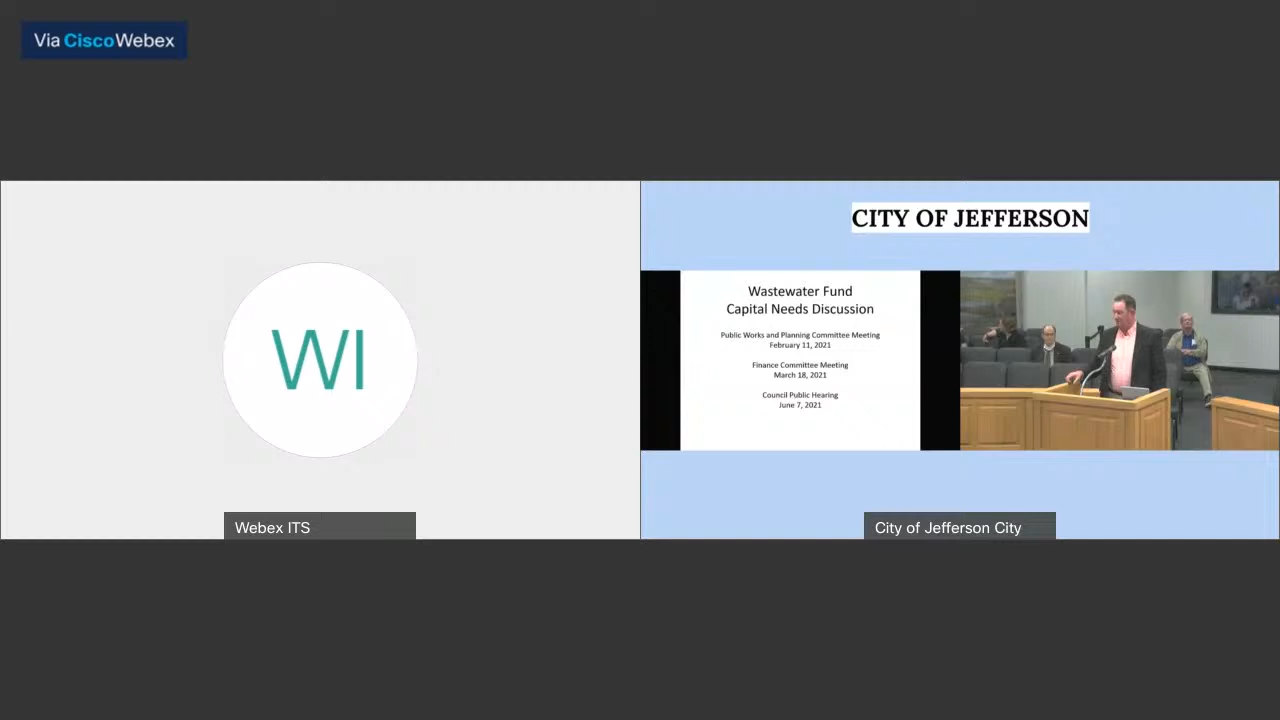 Via CiscoWebex
WI
Webex ITS
CITY OF JEFFERSON
Wastewater Fund
Capital Needs Discussion
Public Works and Planning Committee Meeting
February 11, 2021
Finance Committee Meeting
March 18, 2021
Council Public Hearing
June 7, 2021
City of Jefferson City